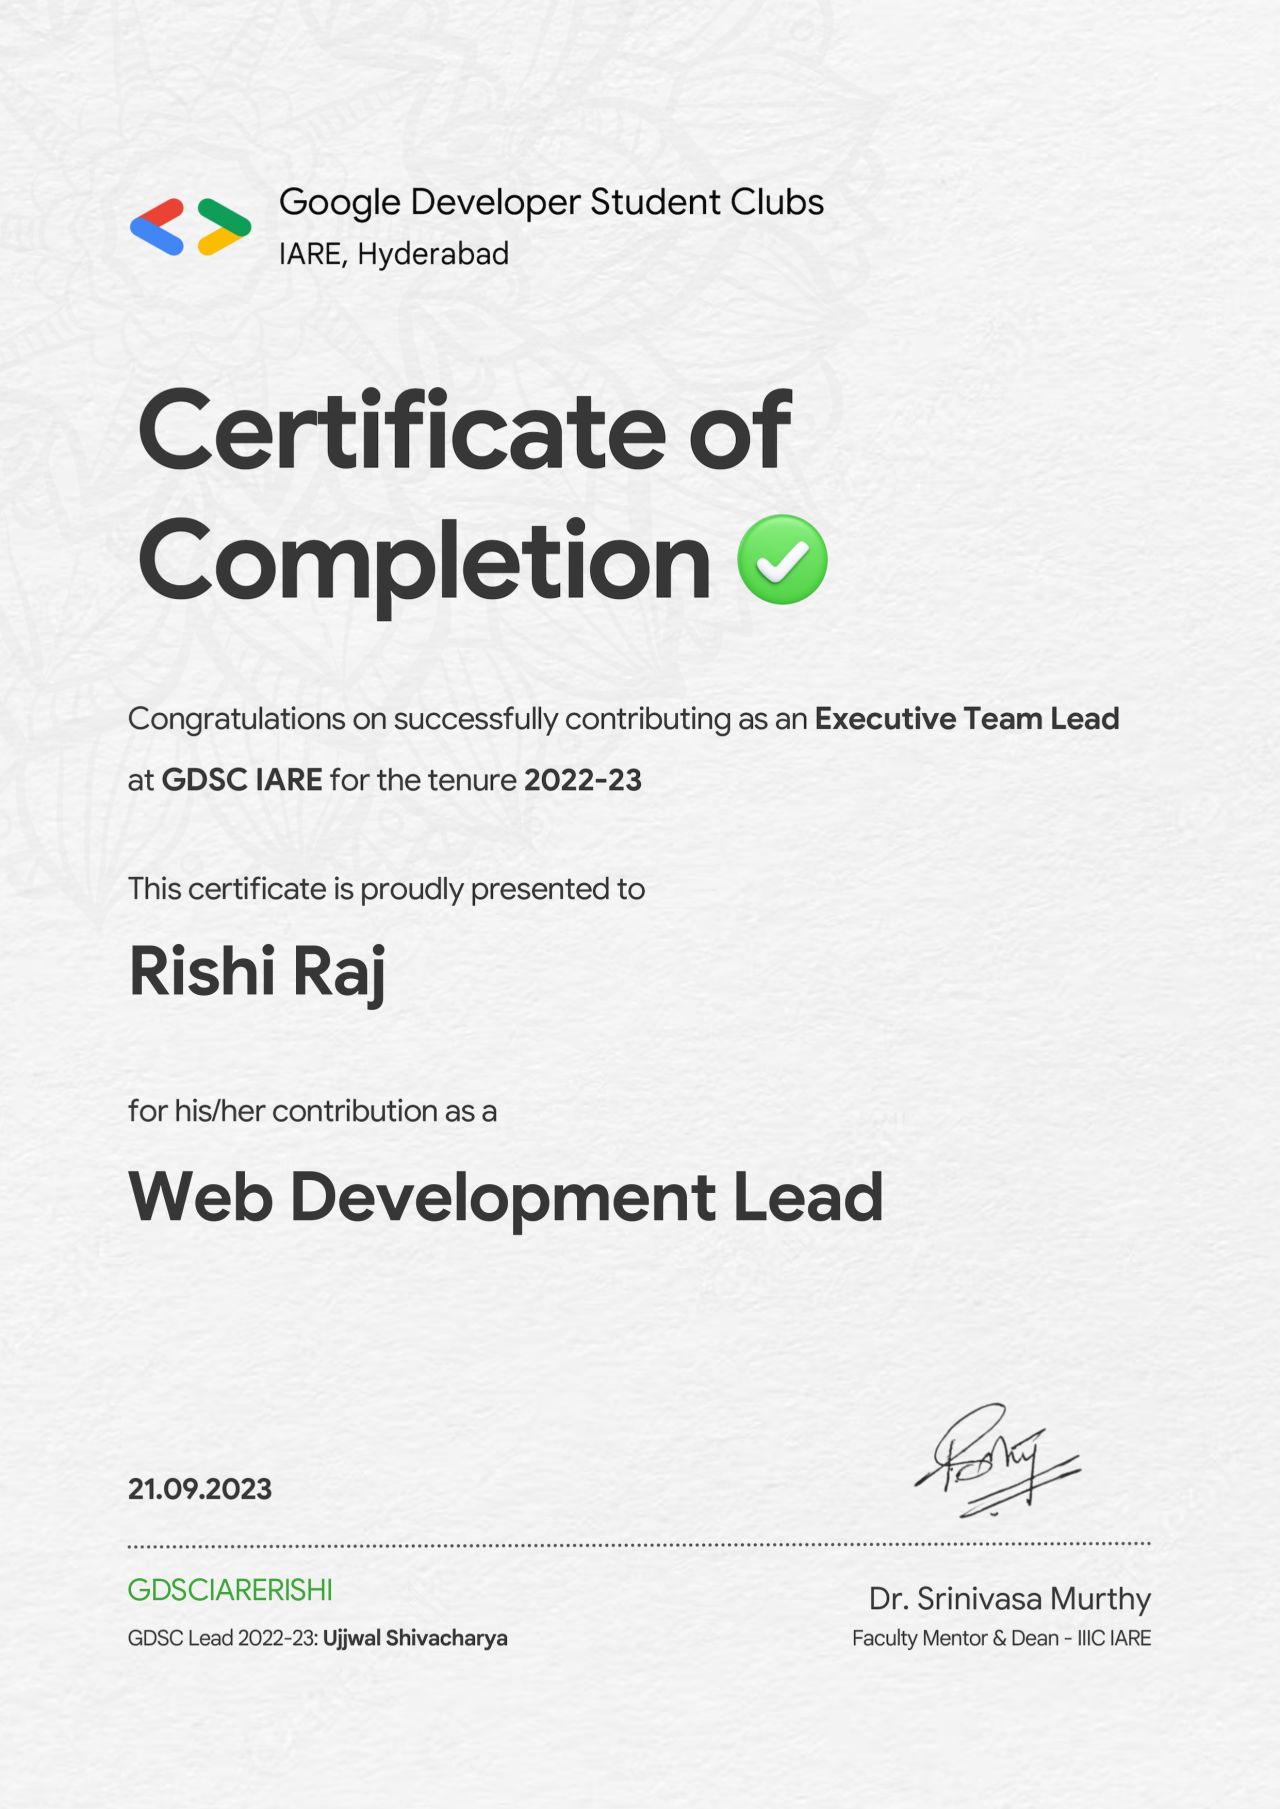 Google Developer Student Clubs
IARE, Hyderabad
Certificate of
Completion
Congratulations on successfully contributing as an Executive Team Lead
at GDSC IARE for the tenure 2022-23
This certificate is proudly presented to
Rishi Raj
for his/her contribution as a
Web Development Lead
21.09.2023
GDSCIARERISHI
GDSC Lead 2022-23: Ujjwal Shivacharya
Dr. Srinivasa Murthy
Faculty Mentor & Dean - IIIC IARE